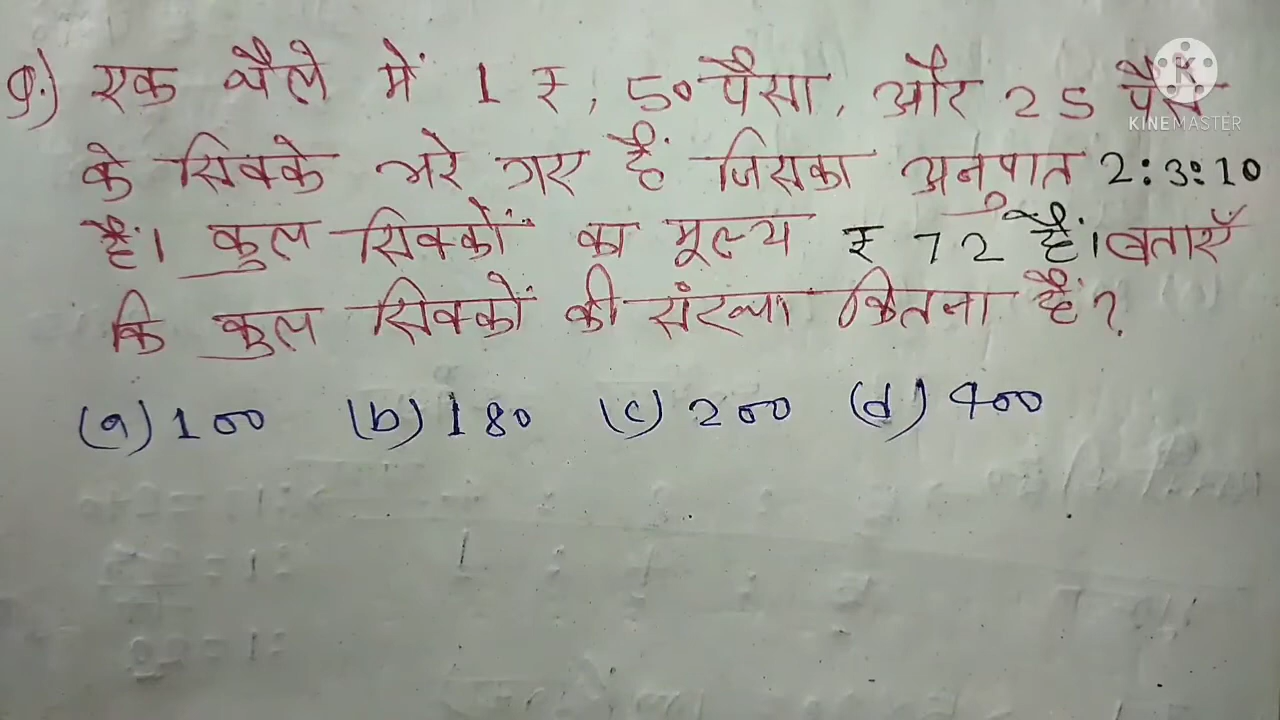 Q.) एक थैले में 1 ₹, 50 पैसा, और 25 पैसे
के सिक्के भरे गए हैं जिसका अनुपात 2:3:10
हैं। कुल सिक्कों का मूल्य ₹ 72 हैं। बताएँ
कि कुल सिक्कों की संख्या कितना हैं?
(a) 100 (b) 180 (c) 200 (d) 400
K
KINEMASTER